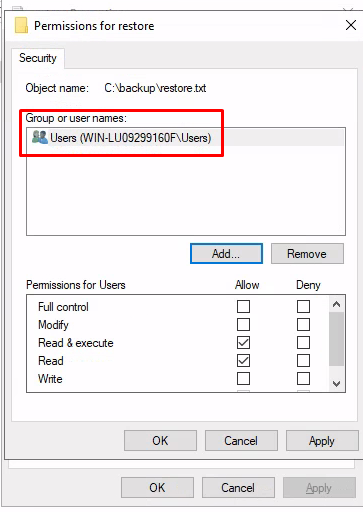 Permissions for restore
Security
Object name: C:\backup\restore.txt
Group or user names:
Users (WIN-LU09299160F\Users)
Add... Remove
Permissions for Users Allow Deny
Full control
Modify
Read & execute
Read
Write
OK Cancel Apply
OK Cancel Apply